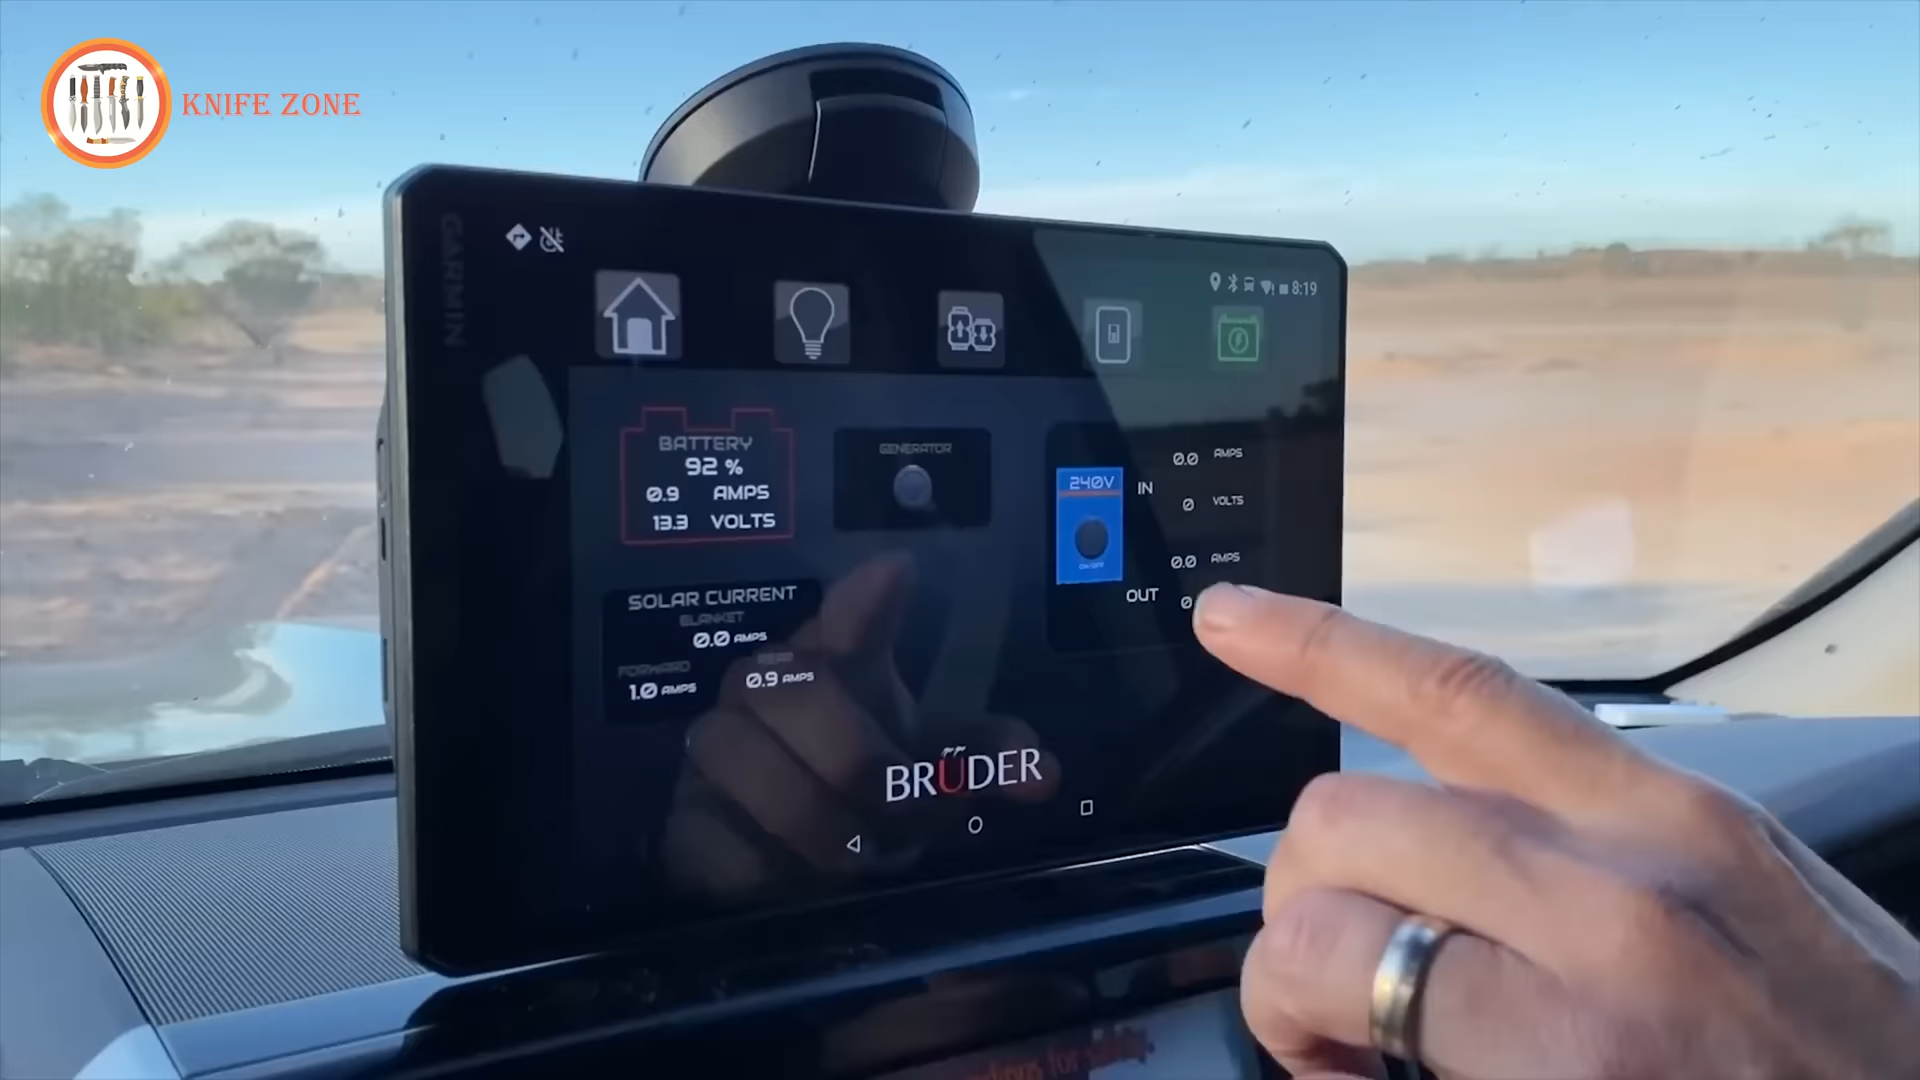 KNIFE ZONE
GARMIN
8:19
BATTERY
92 %
0.9 AMPS
13.3 VOLTS
GENERATOR
240V
ON/OFF
IN
0.0 AMPS
0 VOLTS
OUT
0.0 AMPS
0
SOLAR CURRENT
BLANKET
0.0 AMPS
FORWARD
REAR
1.0 AMPS
0.9 AMPS
BRÜDER